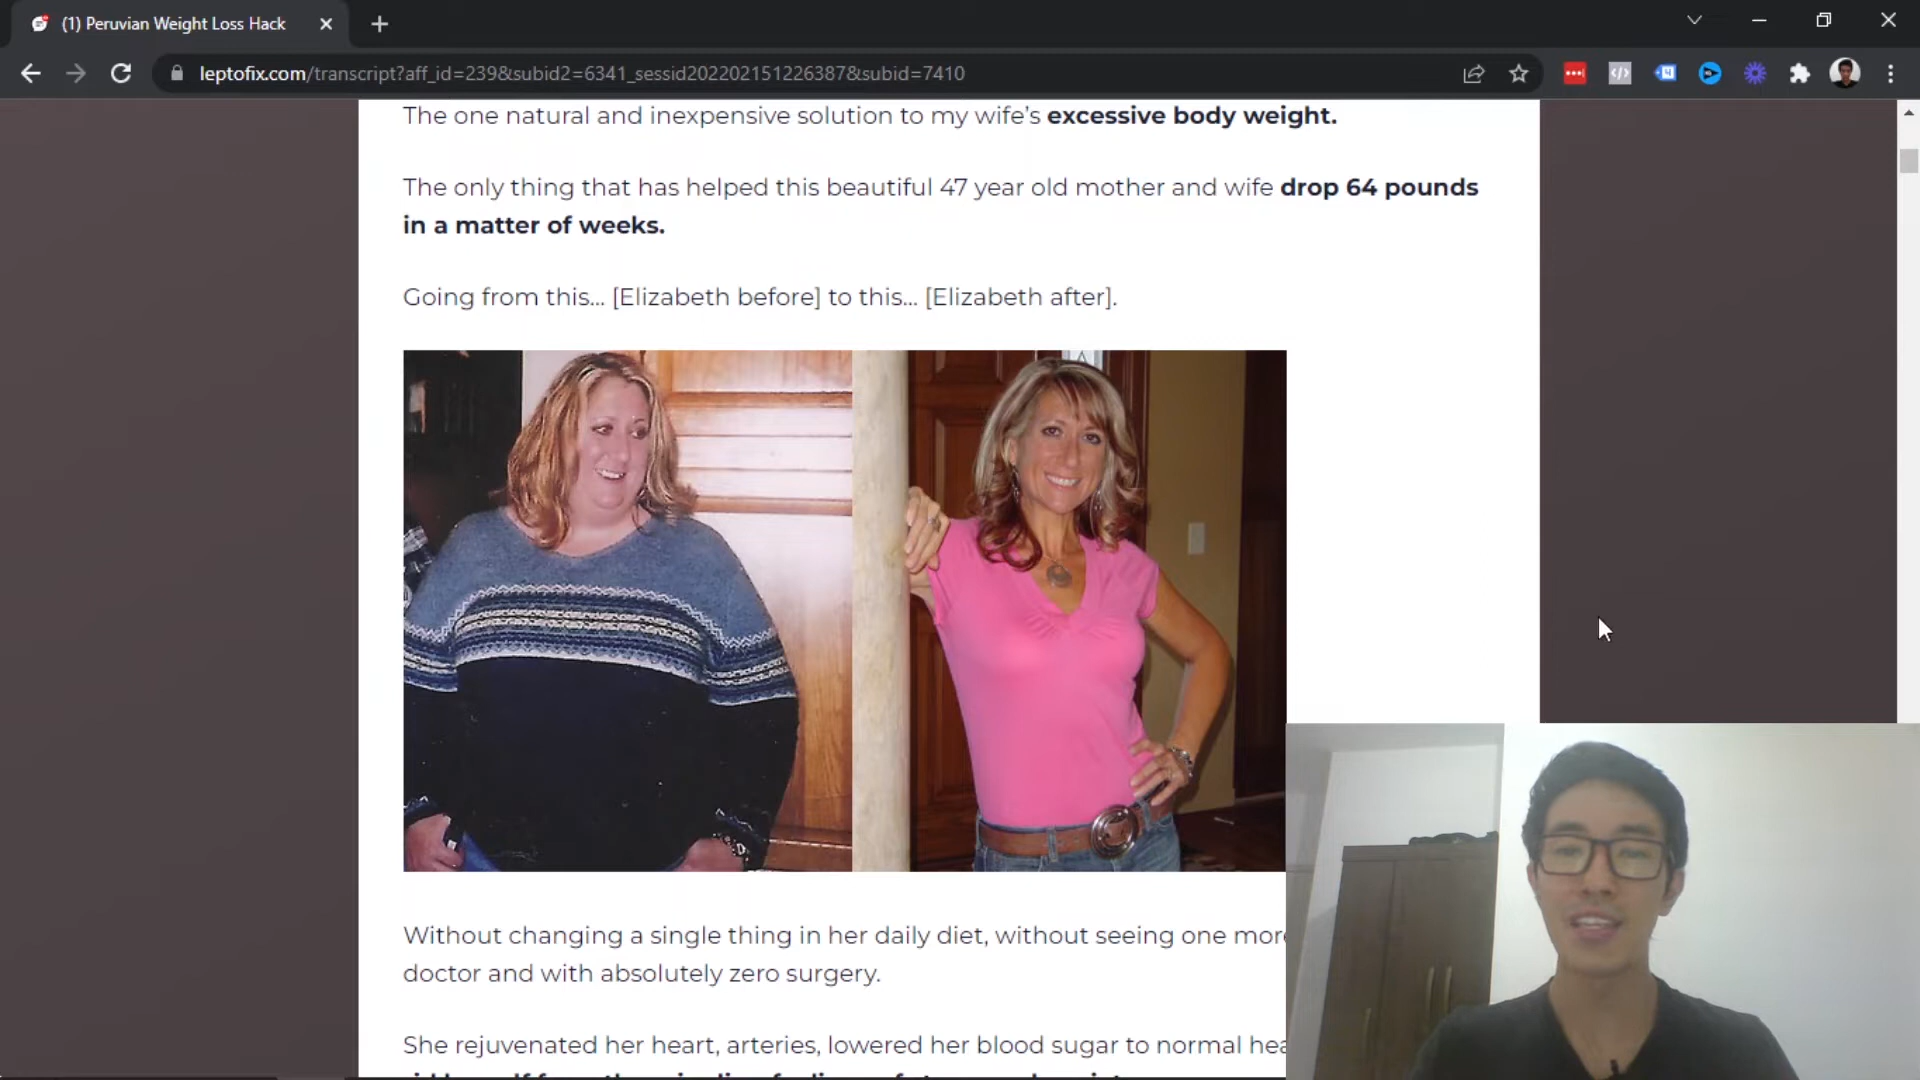 (1) Peruvian Weight Loss Hack
leptofix.com/transcript?aff_id=239&subid2=6341_sessid202202151226387&subid=7410
The one natural and inexpensive solution to my wife's excessive body weight.
The only thing that has helped this beautiful 47 year old mother and wife drop 64 pounds
in a matter of weeks.
Going from this... [Elizabeth before] to this... [Elizabeth after].
Without changing a single thing in her daily diet, without seeing one more
doctor and with absolutely zero surgery.
She rejuvenated her heart, arteries, lowered her blood sugar to normal hea